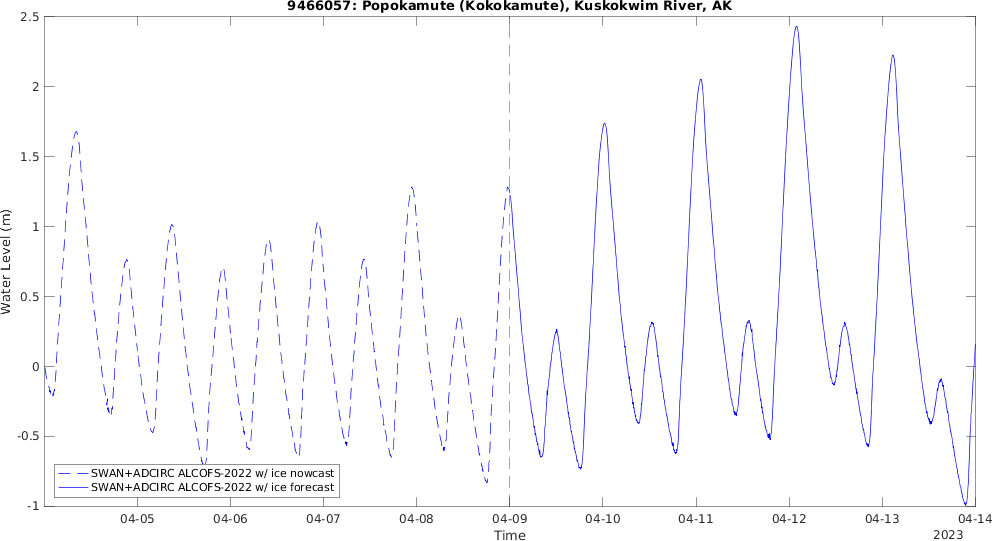 9466057: Popokamute (Kokokamute), Kuskokwim River, AK
2.5
2
1.5
1
0.5
0
-0.5
-1
Water Level (m)
SWAN+ADCIRC ALCOFS-2022 w/ ice nowcast
SWAN+ADCIRC ALCOFS-2022 w/ ice forecast
04-05 04-06 04-07 04-08 04-09 04-10 04-11 04-12 04-13 04-14
Time
2023